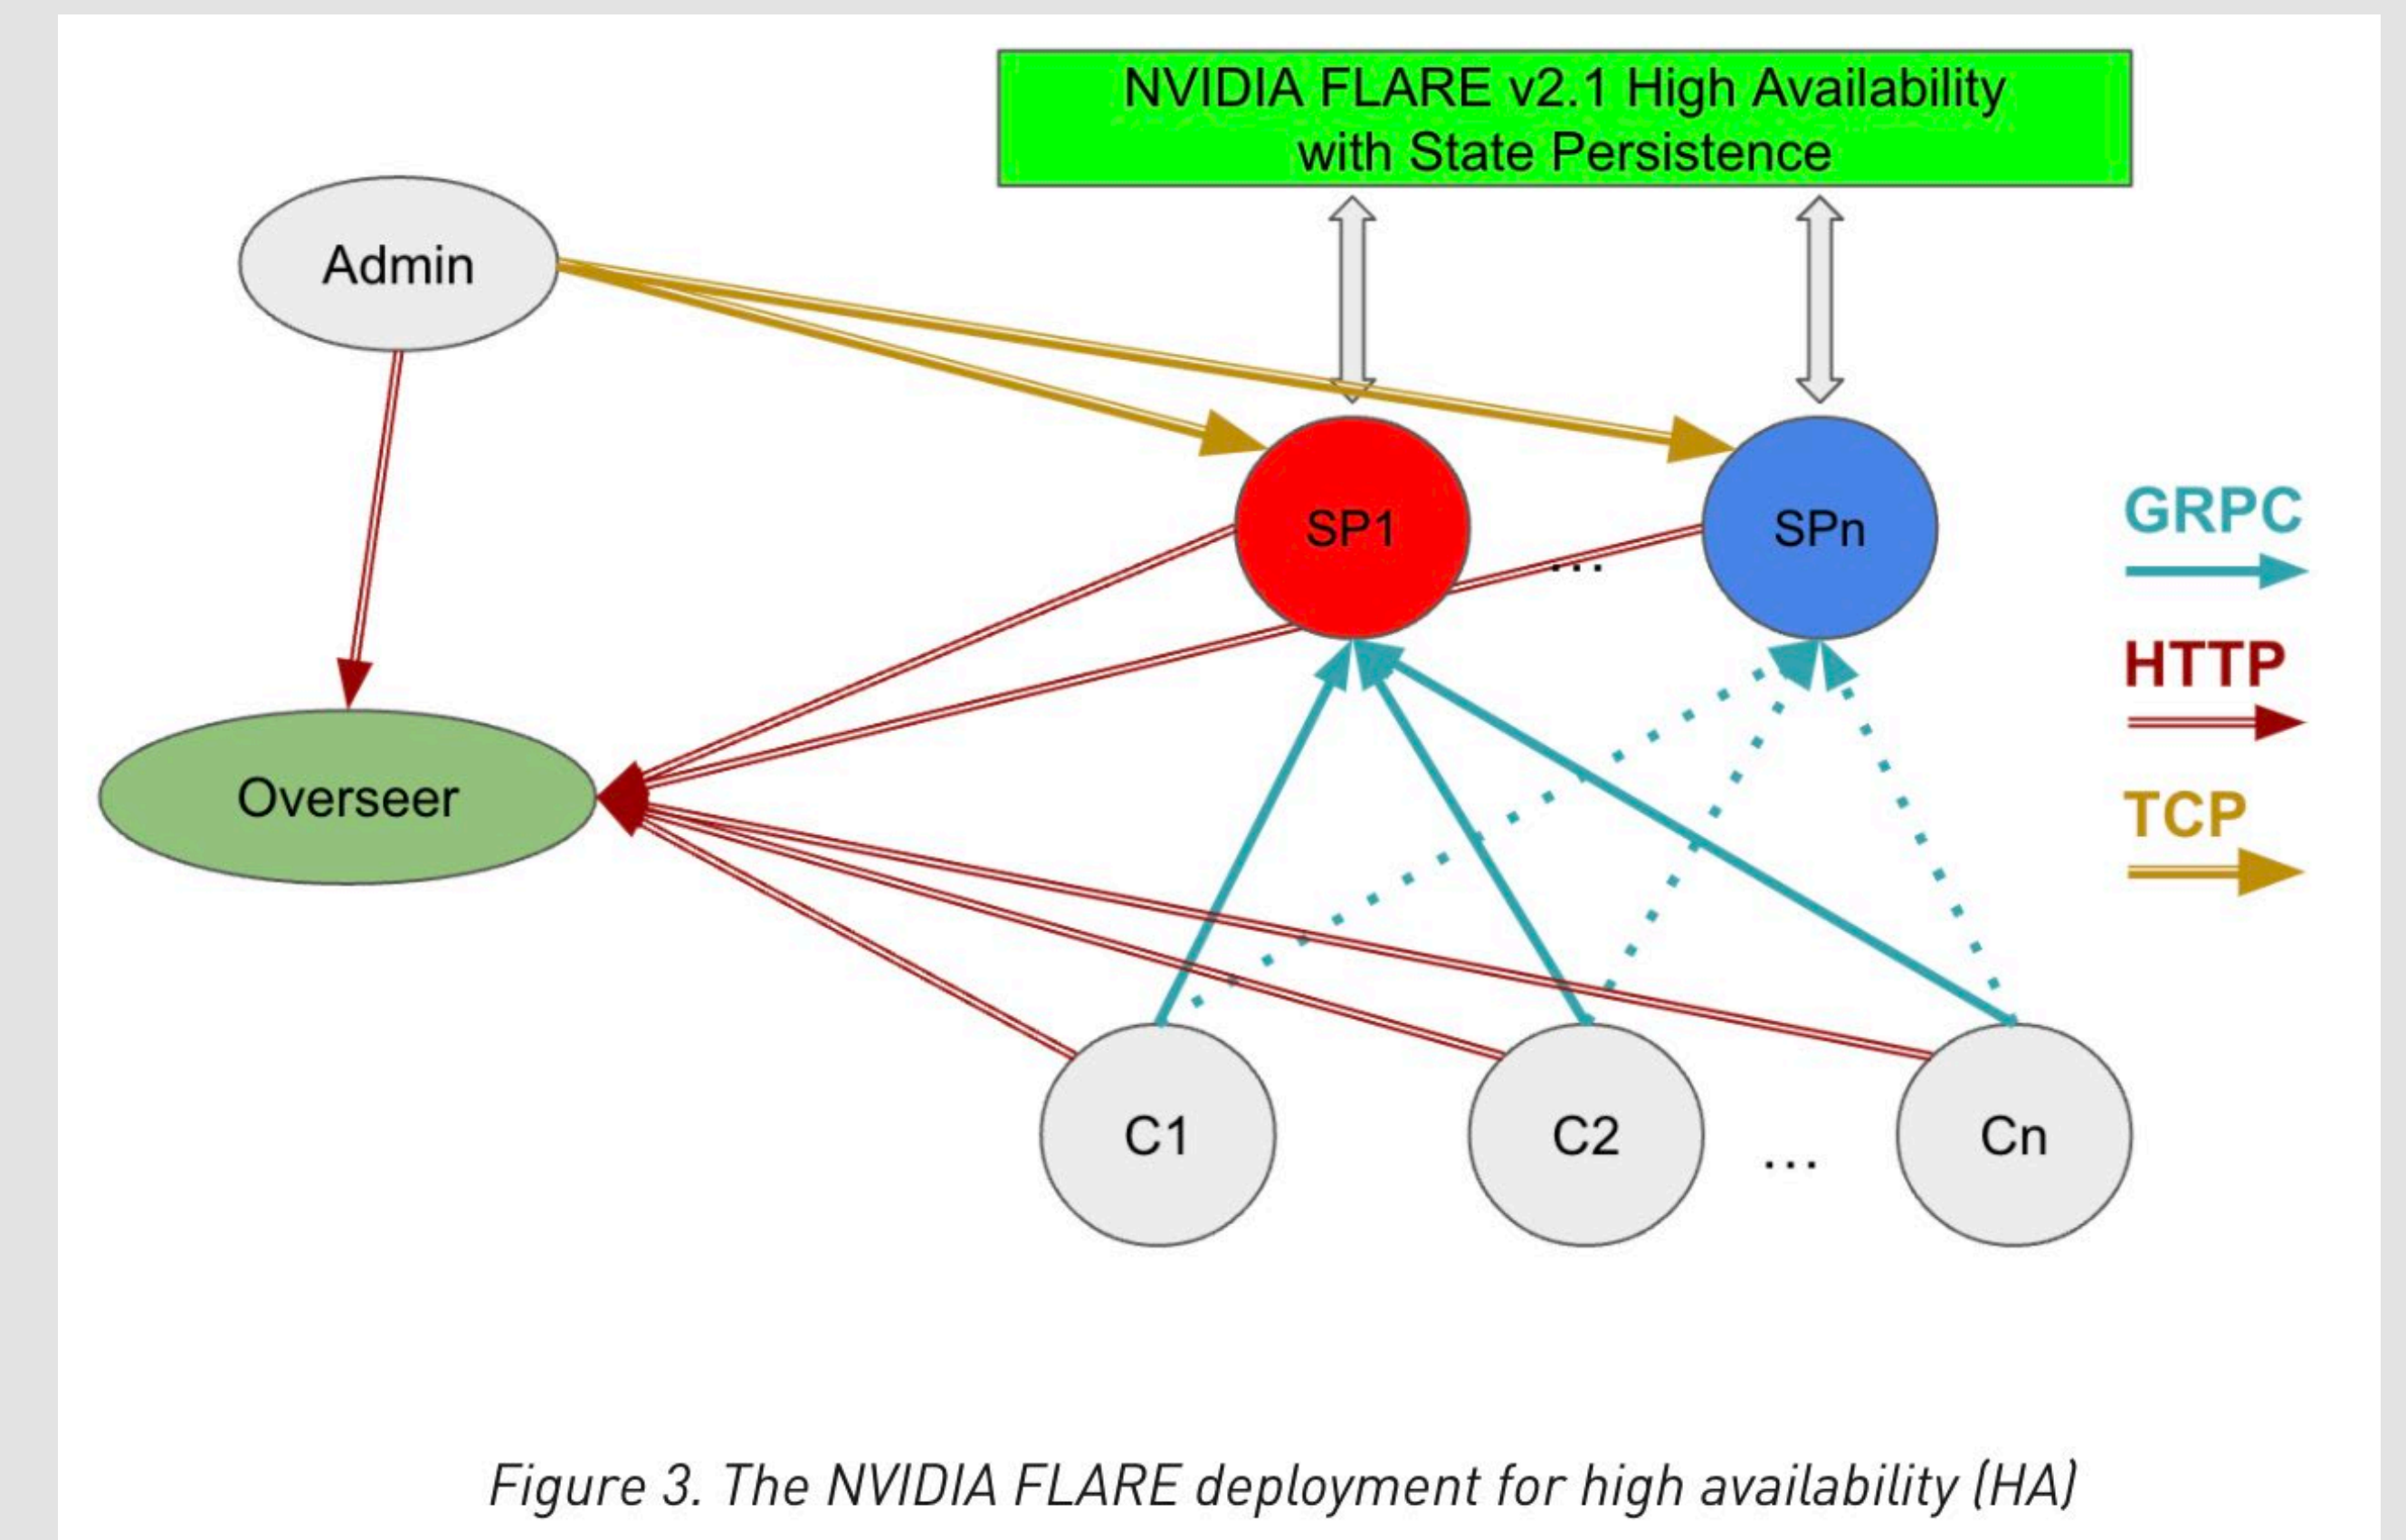 NVIDIA FLARE v2.1 High Availability
with State Persistence
Admin
SP1
...
SPn
GRPC
HTTP
TCP
Overseer
C1
C2
...
Cn
Figure 3. The NVIDIA FLARE deployment for high availability (HA)